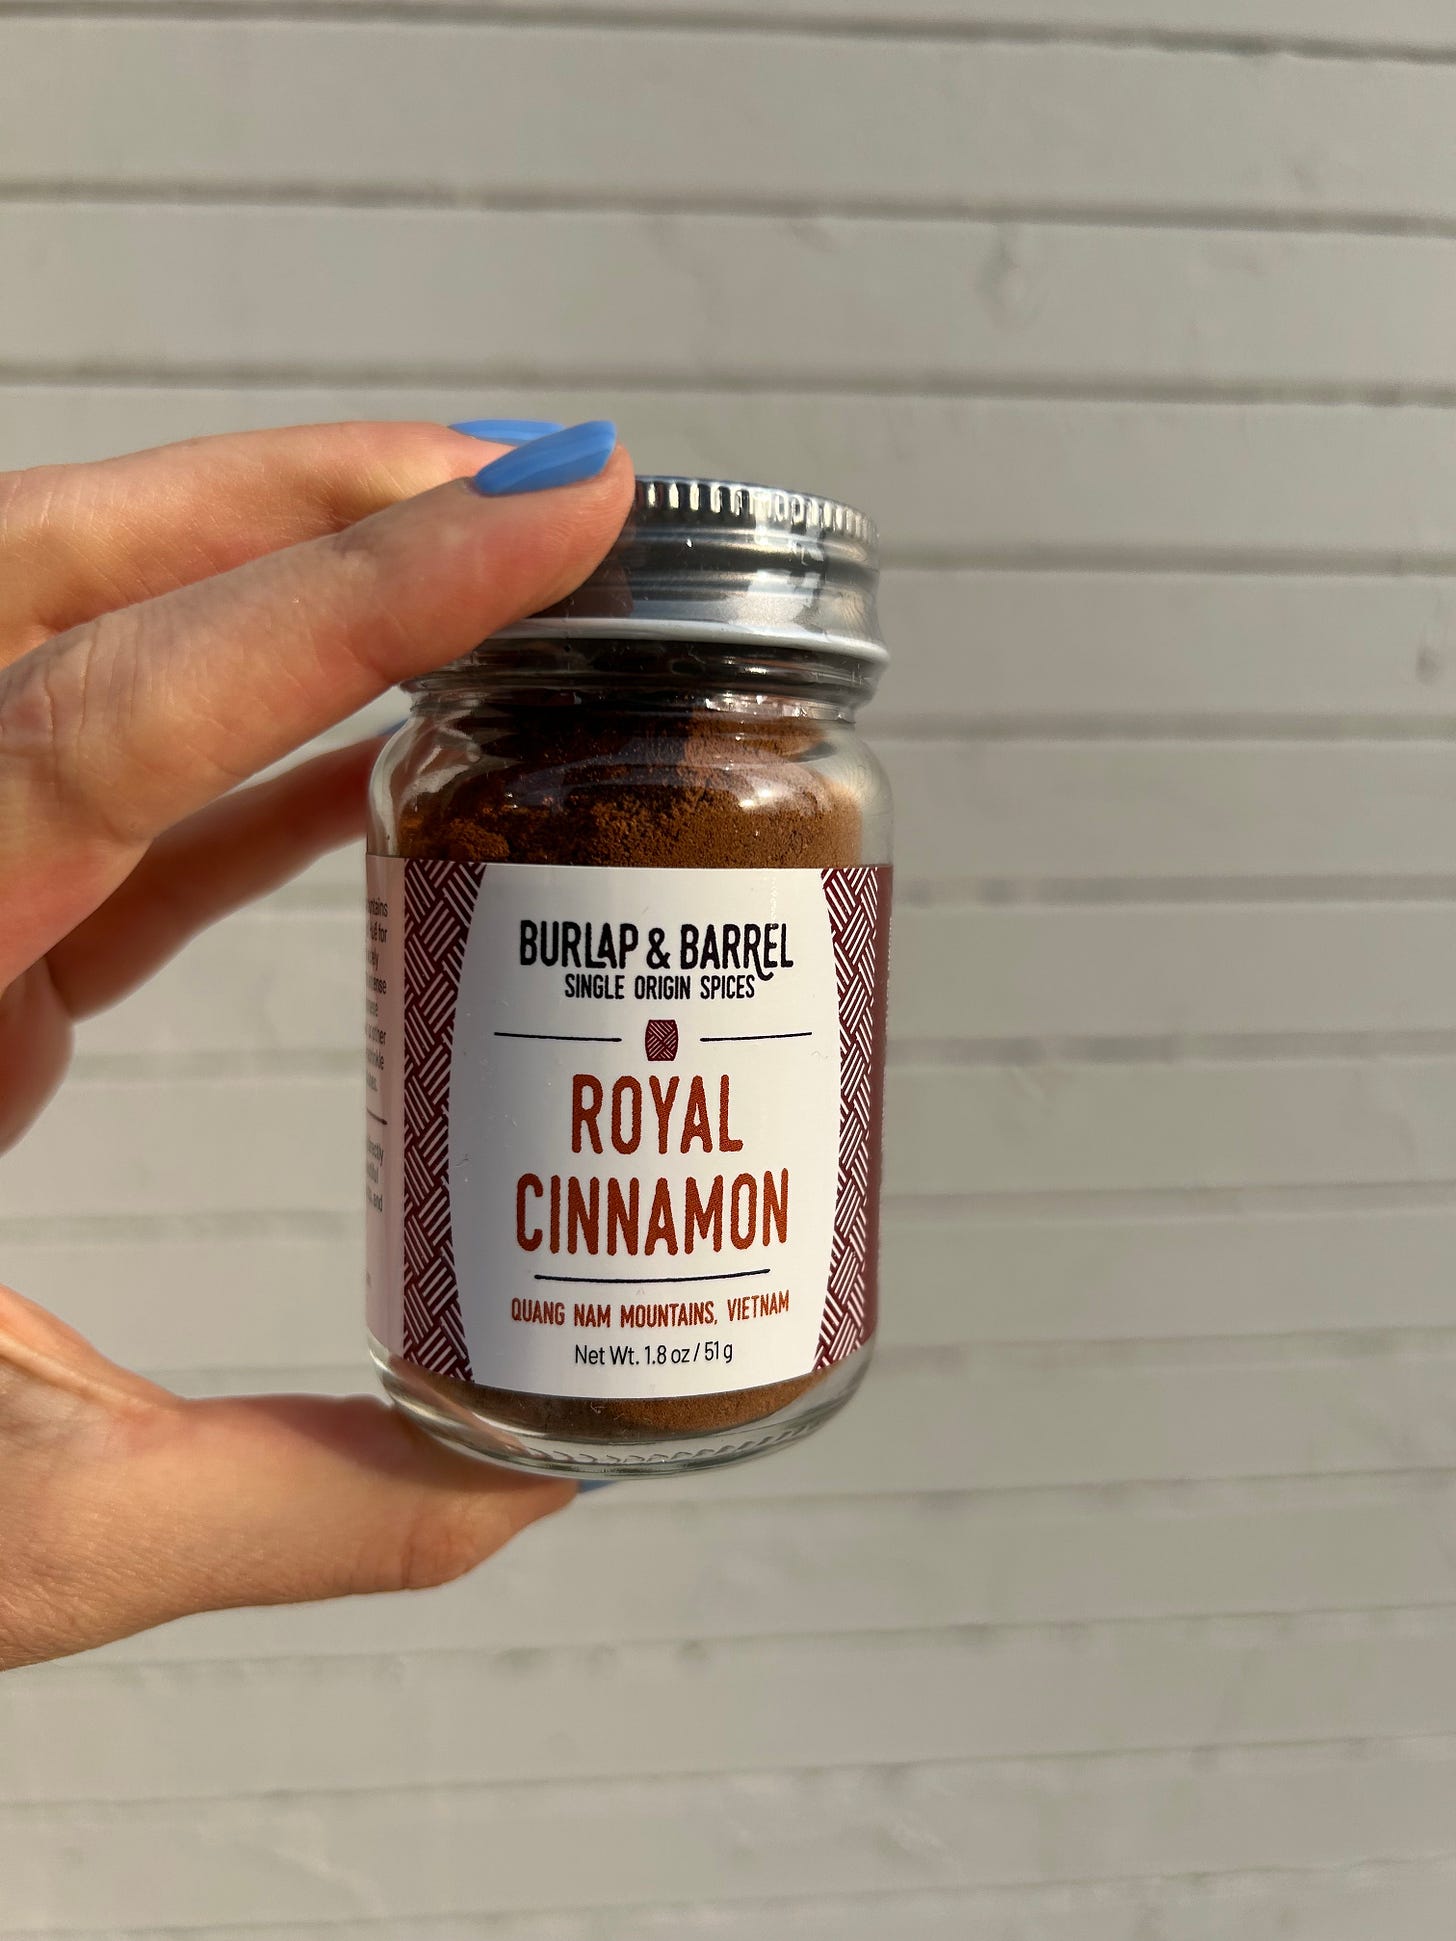 BURLAP & BARREL
SINGLE ORIGIN SPICES
ROYAL
CINNAMON
QUANG NAM MOUNTAINS, VIETNAM
Net Wt. 1.8 oz / 51 g